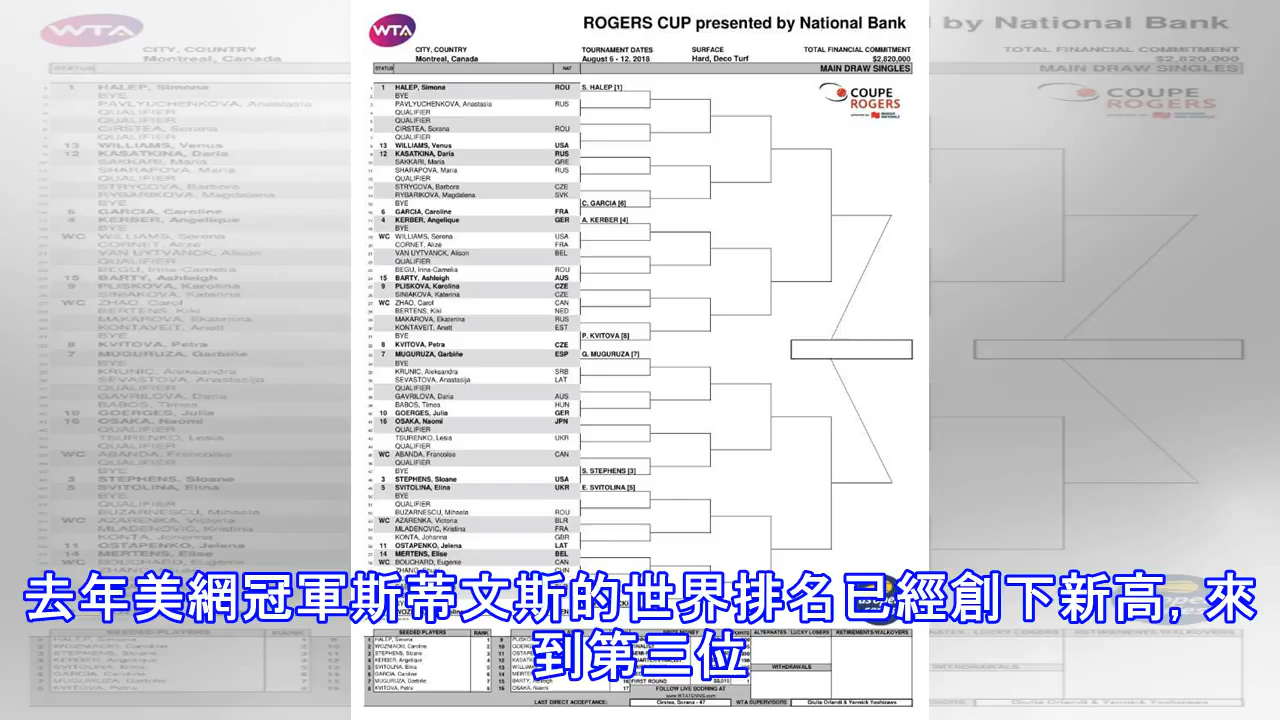 WTA
ROGERS CUP presented by National Bank
CITY, COUNTRY TOURNAMENT DATES SURFACE TOTAL FINANCIAL COMMITMENT
Montreal, Canada August 6 - 12, 2018 Hard, Deco Turf $2,820,000
STATUS NAT MAIN DRAW SINGLES
1 HALEP, Simona ROU S. HALEP [1]
BYE
PAVLYUCHENKOVA, Anastasia RUS
QUALIFIER
QUALIFIER
CIRSTEA, Sorana ROU
QUALIFIER
13 WILLIAMS, Venus USA
12 KASATKINA, Daria RUS
SAKKARI, Maria GRE
SHARAPOVA, Maria RUS
QUALIFIER
STRYCOVA, Barbora CZE
RYBARIKOVA, Magdalena SVK
BYE C. GARCIA [6]
6 GARCIA, Caroline FRA
4 KERBER, Angelique GER A. KERBER [4]
BYE
WC WILLIAMS, Serena USA
CORNET, Alizé FRA
VAN UYTVANCK, Alison BEL
QUALIFIER
BEGU, Irina-Camelia ROU
15 BARTY, Ashleigh AUS
9 PLISKOVA, Karolina CZE
SINIAKOVA, Katerina CZE
WC ZHAO, Carol CAN
BERTENS, Kiki NED
MAKAROVA, Ekaterina RUS
KONTAVEIT, Anett EST
BYE P. KVITOVA [8]
8 KVITOVA, Petra CZE
7 MUGURUZA, Garbiñe ESP G. MUGURUZA [7]
BYE
KRUNIC, Aleksandra SRB
SEVASTOVA, Anastasija LAT
QUALIFIER
GAVRILOVA, Daria AUS
BABOS, Timea HUN
10 GOERGES, Julia GER
16 OSAKA, Naomi JPN
QUALIFIER
TSURENKO, Lesia UKR
QUALIFIER
WC ABANDA, Francoise CAN
QUALIFIER
BYE S. STEPHENS [3]
3 STEPHENS, Sloane USA
5 SVITOLINA, Elina UKR E. SVITOLINA [5]
BYE
QUALIFIER
BUZARNESCU, Mihaela ROU
WC AZARENKA, Victoria BLR
MLADENOVIC, Kristina FRA
KONTA, Johanna GBR
11 OSTAPENKO, Jelena LAT
14 MERTENS, Elise BEL
WC BOUCHARD, Eugenie CAN
COUPE
ROGERS
去年美網冠軍斯蒂文斯的世界排名已經創下新高, 來
到第三位
SEEDED PLAYERS RANK ALTERNATES / LUCKY LOSERS RETIREMENTS/WALKOVERS
WITHDRAWALS
FIRST ROUND
FOLLOW LIVE SCORING AT
www.WTATENNIS.com
LAST DIRECT ACCEPTANCE: Cirstea, Sorana - 47 WTA SUPERVISORS Giulia Orlandi & Yannick Yoshizawa